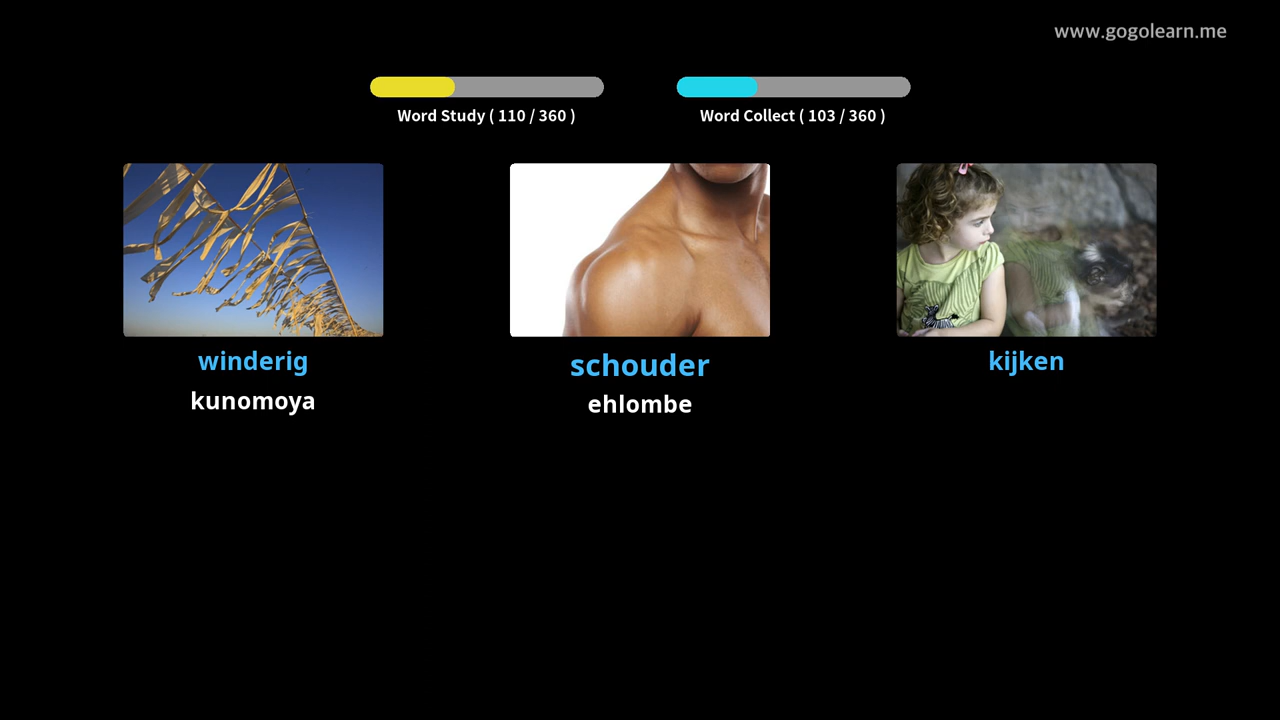 www.gogolearn.me
Word Study ( 110 / 360 )
Word Collect ( 103 / 360 )
winderig
kunomoya
schouder
ehlombe
kijken